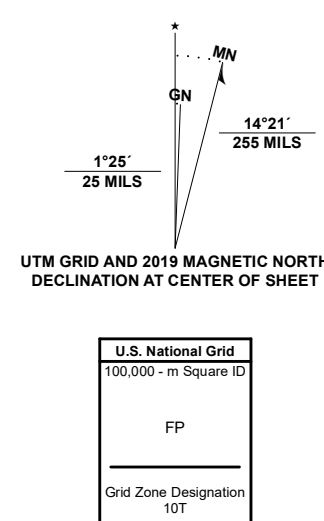 ★
MN
GN
14°21´
255 MILS
1°25´
25 MILS
UTM GRID AND 2019 MAGNETIC NORTH
DECLINATION AT CENTER OF SHEET
U.S. National Grid
100,000 - m Square ID
FP
Grid Zone Designation
10T